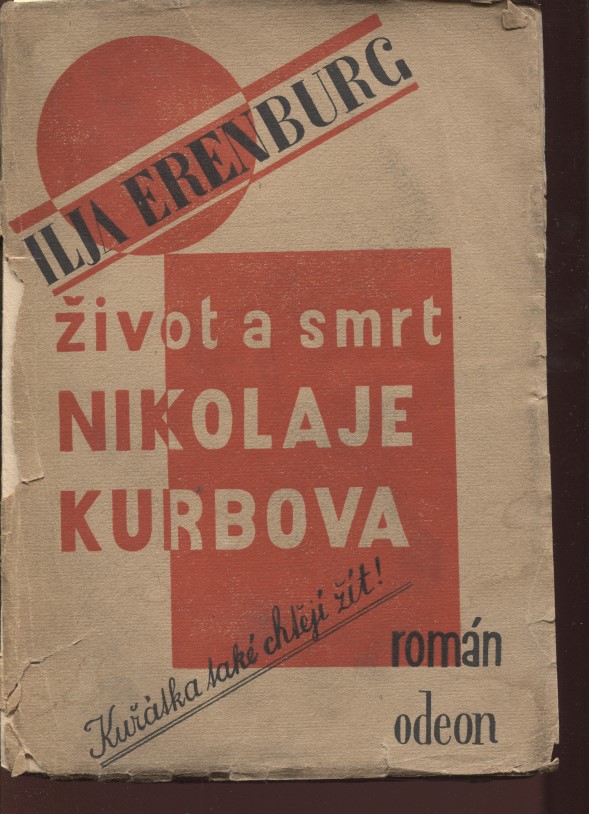 ILJA ERENBURG
život a smrt
NIKOLAJE
KURBOVA
Kuřátka také chtějí žít!
román
odeon